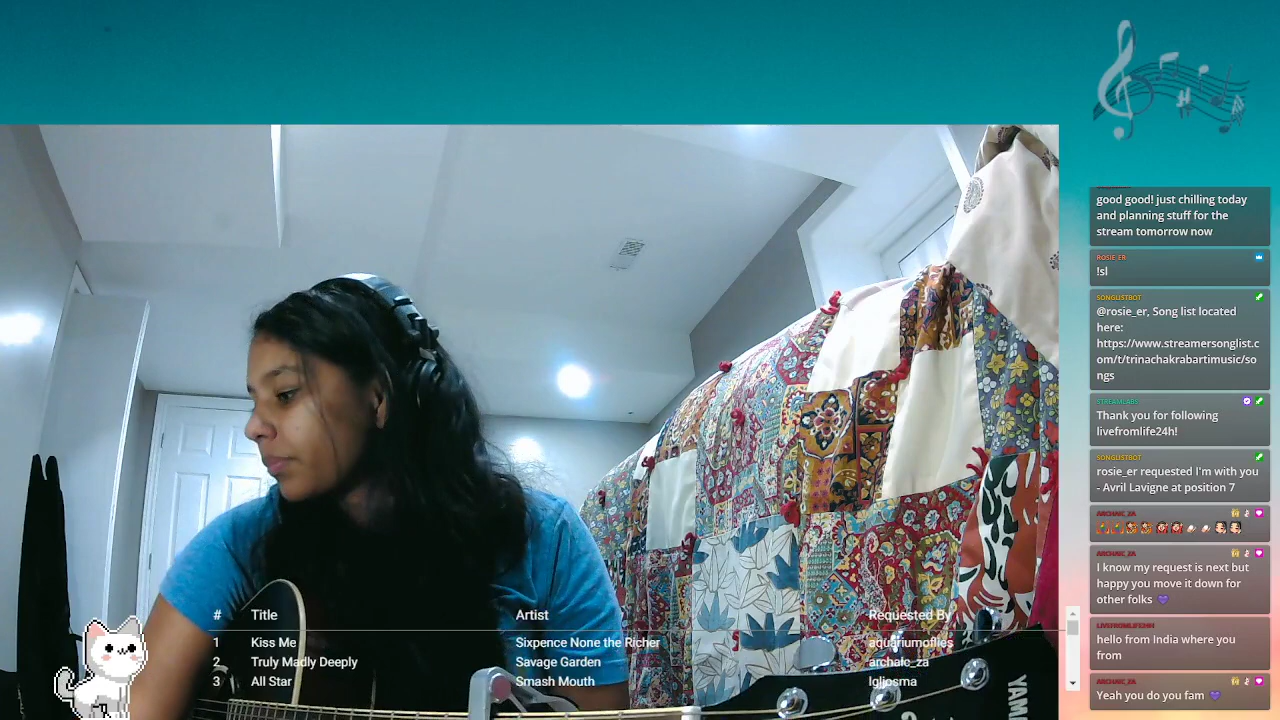 good good! just chilling today
and planning stuff for the
stream tomorrow now
ROSIE_ER
!sl
SONGLISTBOT
@rosie_er, Song list located
here:
https://www.streamersonglist.c
om/t/trinachakrabartimusic/so
ngs
STREAMLABS
Thank you for following
livefromlife24h!
SONGLISTBOT
rosie_er requested I'm with you
- Avril Lavigne at position 7
ARCHAIC_ZA
ARCHAIC_ZA
I know my request is next but
happy you move it down for
other folks
LIVEFROMLIFE24H
hello from India where you
from
ARCHAIC_ZA
Yeah you do you fam
# Title Artist Requested By
1 Kiss Me Sixpence None the Richer aquariumoflies
2 Truly Madly Deeply Savage Garden archaic_za
3 All Star Smash Mouth lgljosma
YAM